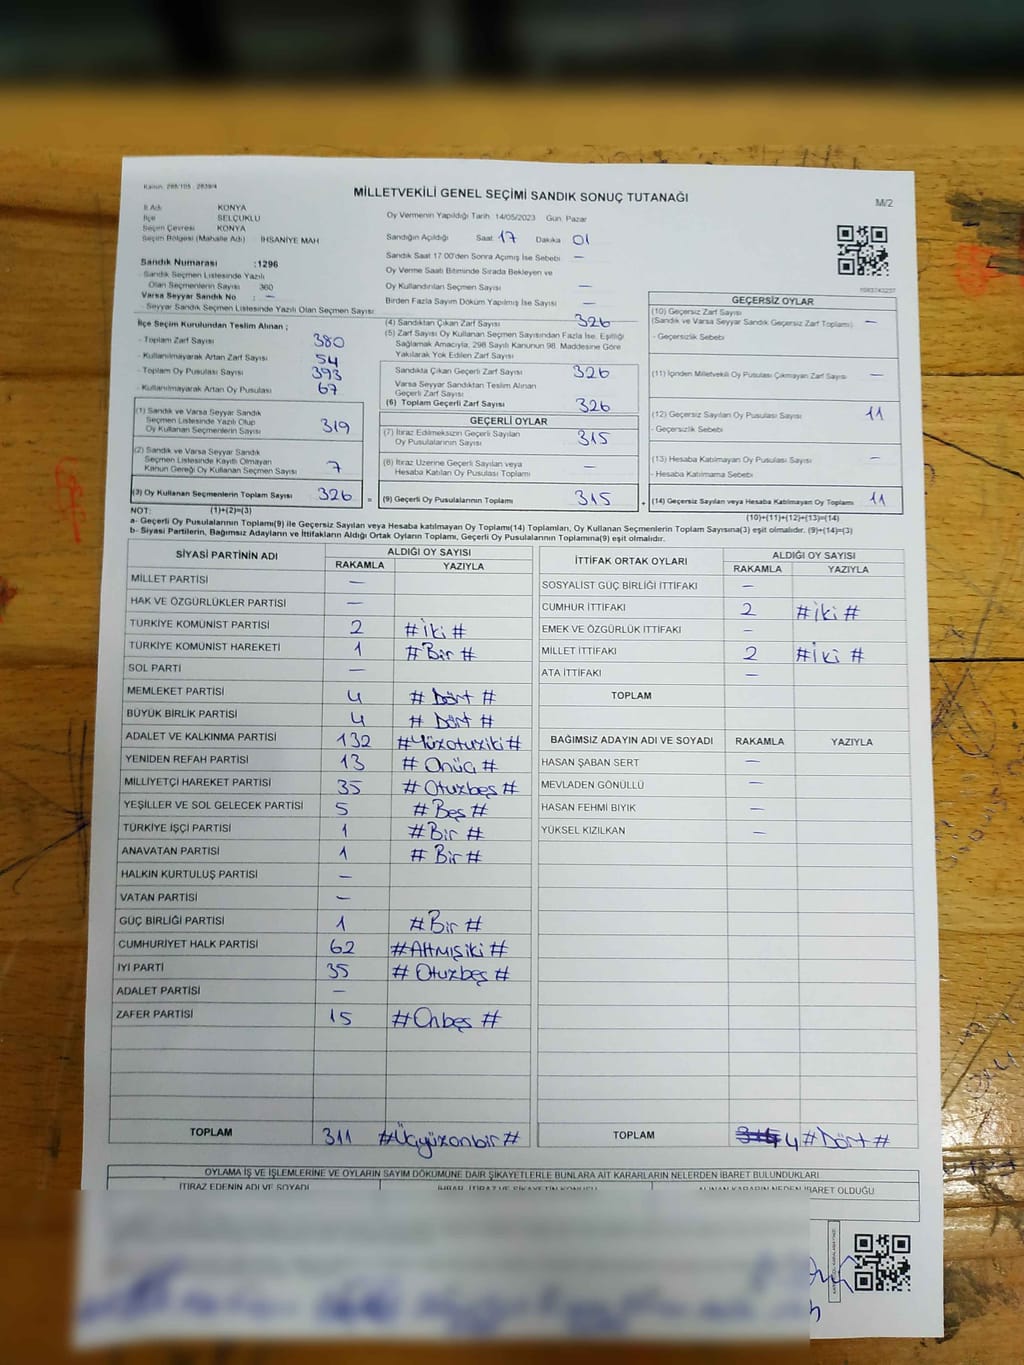 Kanun: 298/105 - 2839/4
MİLLETVEKİLİ GENEL SEÇİMİ SANDIK SONUÇ TUTANAĞI
M/2
İl Adı KONYA
İlçe SELÇUKLU
Seçim Çevresi KONYA
Seçim Bölgesi (Mahalle Adı) İHSANİYE MAH
Sandık Numarası :1296
- Sandık Seçmen Listesinde Yazılı
Olan Seçmenlerin Sayısı 360
Varsa Seyyar Sandık No : —
Seyyar Sandık Seçmen Listesinde Yazılı Olan Seçmen Sayısı:
Oy Vermenin Yapıldığı Tarih 14/05/2023 Gün Pazar
Sandığın Açıldığı Saat 17 Dakika 01
Sandık Saat 17:00'den Sonra Açımış İse Sebebi —
Oy Verme Saati Bitiminde Sırada Bekleyen ve
Oy Kullandırılan Seçmen Sayısı —
Birden Fazla Sayım Döküm Yapılmış İse Sayısı —
İlçe Seçim Kurulundan Teslim Alınan ;
- Toplam Zarf Sayısı 380
- Kullanılmayarak Artan Zarf Sayısı 54
- Toplam Oy Pusulası Sayısı 393
- Kullanılmayarak Artan Oy Pusulası 67
(1) Sandık ve Varsa Seyyar Sandık
Seçmen Listesinde Yazılı Olup
Oy Kullanan Seçmenlerin Sayısı 319
(2) Sandık ve Varsa Seyyar Sandık
Seçmen Listesinde Kayıtlı Olmayan
Kanun Gereği Oy Kullanan Seçmen Sayısı 7
(3) Oy Kullanan Seçmenlerin Toplam Sayısı 326 =
(4) Sandıktan Çıkan Zarf Sayısı 326
(5) Zarf Sayısı Oy Kullanan Seçmen Sayısından Fazla İse, Eşitliği
Sağlamak Amacıyla, 298 Sayılı Kanunun 98. Maddesine Göre
Yakılarak Yok Edilen Zarf Sayısı
Sandıkta Çıkan Geçerli Zarf Sayısı 326
Varsa Seyyar Sandıktan Teslim Alınan
Geçerli Zarf Sayısı
(6) Toplam Geçerli Zarf Sayısı 326
GEÇERLİ OYLAR
(7) İtiraz Edilmeksizin Geçerli Sayılan
Oy Pusulalarının Sayısı 315
(8) İtiraz Üzerine Geçerli Sayılan veya
Hesaba Katılan Oy Pusulası Toplamı —
(9) Geçerli Oy Pusulalarının Toplamı 315 +
GEÇERSİZ OYLAR
(10) Geçersiz Zarf Sayısı
(Sandık ve Varsa Seyyar Sandık Geçersiz Zarf Toplamı) —
- Geçersizlik Sebebi
(11) İçinden Milletvekili Oy Pusulası Çıkmayan Zarf Sayısı —
(12) Geçersiz Sayılan Oy Pusulası Sayısı 11
- Geçersizlik Sebebi
(13) Hesaba Katılmayan Oy Pusulası Sayısı —
- Hesaba Katılmama Sebebi
(14) Geçersiz Sayılan veya Hesaba Katılmayan Oy Toplamı 11
NOT: (1)+(2)=(3)
(10)+(11)+(12)+(13)=(14)
a- Geçerli Oy Pusulalarının Toplamı(9) ile Geçersiz Sayılan veya Hesaba katılmayan Oy Toplam(14) Toplamları, Oy Kullanan Seçmenlerin Toplam Sayısına(3) eşit olmalıdır. (9)+(14)=(3)
b- Siyasi Partilerin, Bağımsız Adayların ve İttifakların Aldığı Ortak Oyların Toplamı, Geçerli Oy Pusulalarının Toplamına(9) eşit olmalıdır.
SİYASİ PARTİNİN ADI ALDIĞI OY SAYISI
RAKAMLA YAZIYLA
MİLLET PARTİSİ —
HAK VE ÖZGÜRLÜKLER PARTİSİ —
TÜRKİYE KOMÜNİST PARTİSİ 2 #İki #
TÜRKİYE KOMÜNİST HAREKETİ 1 #Bir #
SOL PARTİ —
MEMLEKET PARTİSİ 4 # Dört #
BÜYÜK BİRLİK PARTİSİ 4 # Dört #
ADALET VE KALKINMA PARTİSİ 132 #Yüzotuziki#
YENİDEN REFAH PARTİSİ 13 # Onüç #
MİLLİYETÇİ HAREKET PARTİSİ 35 #Otuzbeş#
YEŞİLLER VE SOL GELECEK PARTİSİ 5 #Beş #
TÜRKİYE İŞÇİ PARTİSİ 1 #Bir #
ANAVATAN PARTİSİ 1 # Bir #
HALKIN KURTULUŞ PARTİSİ —
VATAN PARTİSİ —
GÜÇ BİRLİĞİ PARTİSİ 1 #Bir #
CUMHURİYET HALK PARTİSİ 62 #Altmışiki #
İYİ PARTİ 35 # Otuzbeş #
ADALET PARTİSİ —
ZAFER PARTİSİ 15 #Onbeş #
TOPLAM 311 #Üçyüzonbir #
İTTİFAK ORTAK OYLARI ALDIĞI OY SAYISI
RAKAMLA YAZIYLA
SOSYALİST GÜÇ BİRLİĞİ İTTİFAKI —
CUMHUR İTTİFAKI 2 #İki #
EMEK VE ÖZGÜRLÜK İTTİFAKI —
MİLLET İTTİFAKI 2 #İki #
ATA İTTİFAKI —
TOPLAM
BAĞIMSIZ ADAYIN ADI VE SOYADI RAKAMLA YAZIYLA
HASAN ŞABAN SERT —
MEVLADEN GÖNÜLLÜ —
HASAN FEHMİ BIYIK —
YÜKSEL KIZILKAN —
TOPLAM 4 #Dört #
OYLAMA İŞ VE İŞLEMLERİNE VE OYLARIN SAYIM DÖKÜMÜNE DAİR ŞİKAYETLERLE BUNLARA AİT KARARLARIN NELERDEN İBARET BULUNDUKLARI
İTİRAZ EDENİN ADI VE SOYADI İHBAR, İTİRAZ VE ŞİKAYETİN KONUSU ALINAN KARARIN NEDEN İBARET OLDUĞU